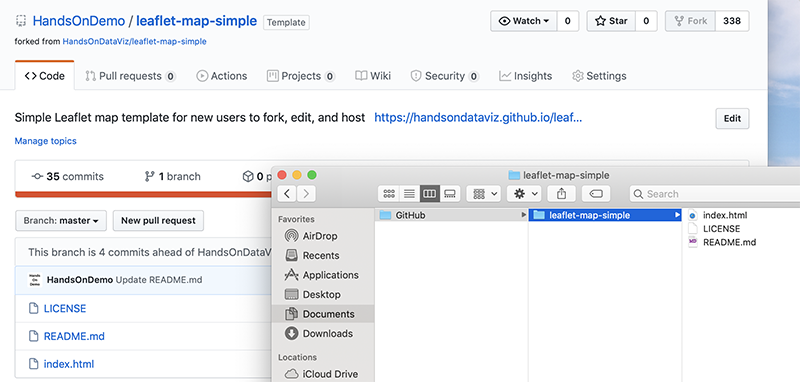 HandsOnDemo / leaflet-map-simple Template Watch 0 Star 0 Fork 338
forked from HandsOnDataViz/leaflet-map-simple
Code Pull requests 0 Actions Projects 0 Wiki Security 0 Insights Settings
Simple Leaflet map template for new users to fork, edit, and host https://handsondataviz.github.io/leaf... Edit
Manage topics
35 commits 1 branch 0 p
Branch: master New pull request
This branch is 4 commits ahead of HandsOnDataV
Hands On Demo HandsOnDemo Update README.md
LICENSE
README.md
index.html
leaflet-map-simple
Search
Favorites
AirDrop
Recents
Applications
Desktop
Documents
Downloads
Locations
iCloud Drive
GitHub
leaflet-map-simple
index.html
LICENSE
README.md